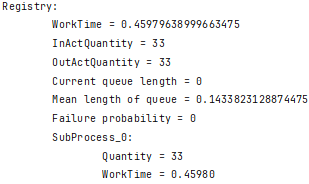 Registry:
WorkTime = 0.45979638999663475
InActQuantity = 33
OutActQuantity = 33
Current queue length = 0
Mean length of queue = 0.1433823128874475
Failure probability = 0
SubProcess_0:
Quantity = 33
WorkTime = 0.45980